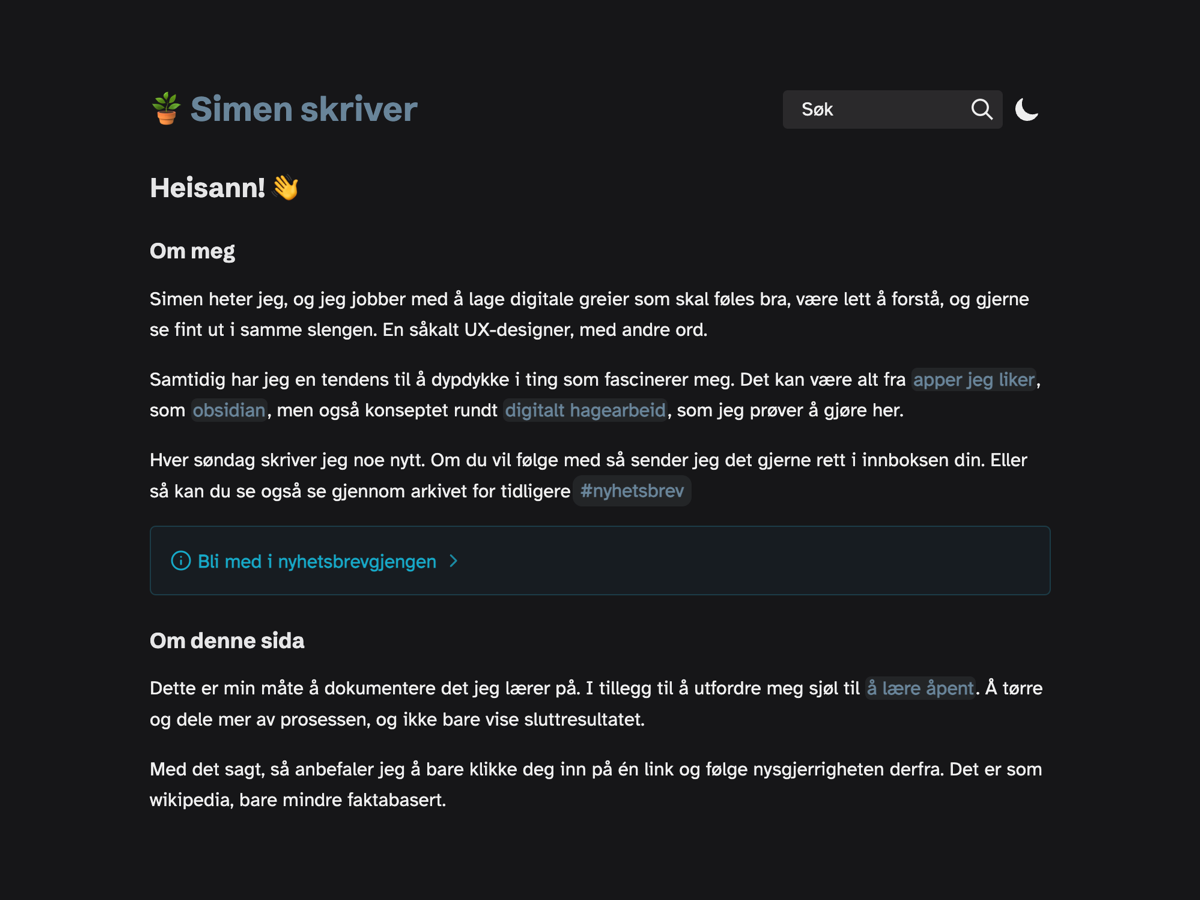 🪴 Simen skriver
Søk
Heisann! 👋
Om meg
Simen heter jeg, og jeg jobber med å lage digitale greier som skal føles bra, være lett å forstå, og gjerne
se fint ut i samme slengen. En såkalt UX-designer, med andre ord.
Samtidig har jeg en tendens til å dypdykke i ting som fascinerer meg. Det kan være alt fra apper jeg liker,
som obsidian, men også konseptet rundt digitalt hagearbeid, som jeg prøver å gjøre her.
Hver søndag skriver jeg noe nytt. Om du vil følge med så sender jeg det gjerne rett i innboksen din. Eller
så kan du se også se gjennom arkivet for tidligere #nyhetsbrev
Bli med i nyhetsbrevgjengen
Om denne sida
Dette er min måte å dokumentere det jeg lærer på. I tillegg til å utfordre meg sjøl til å lære åpent. Å tørre
og dele mer av prosessen, og ikke bare vise sluttresultatet.
Med det sagt, så anbefaler jeg å bare klikke deg inn på én link og følge nysgjerrigheten derfra. Det er som
wikipedia, bare mindre faktabasert.